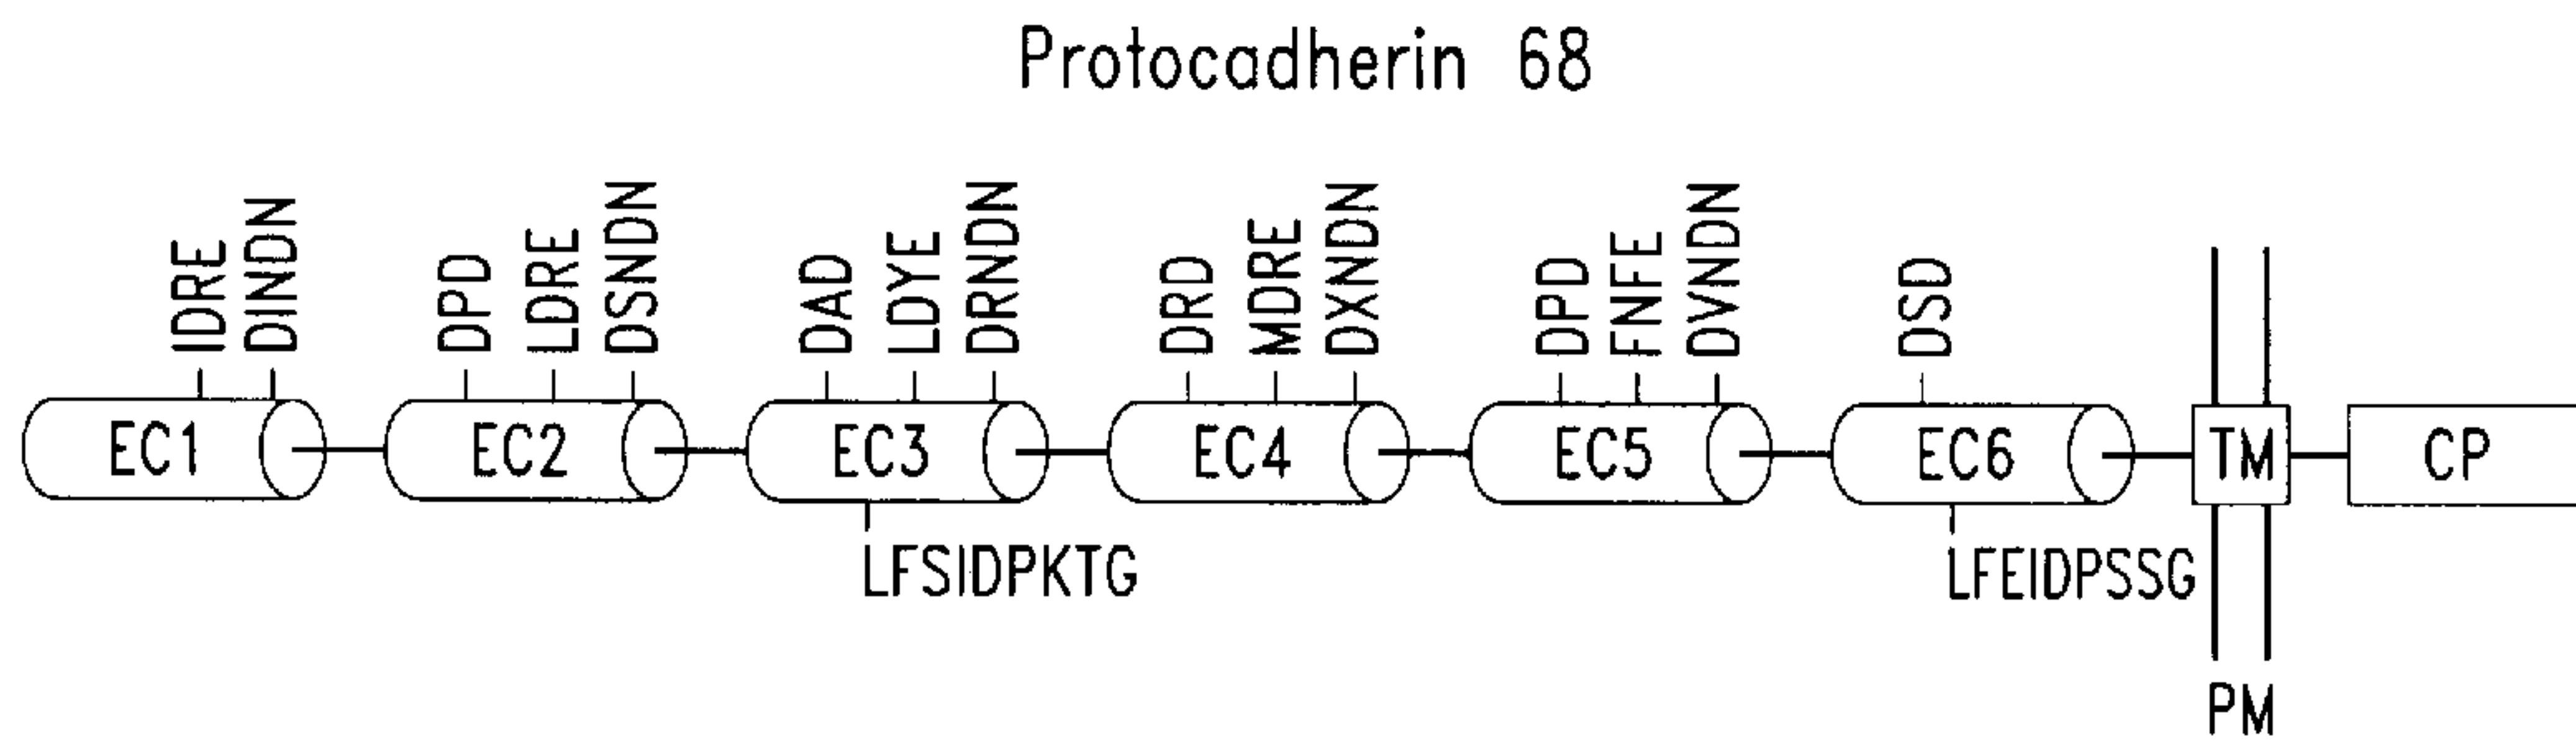 Protocadherin 68
IDRE DINDN DPD LDRE DSNDN DAD LDYE DRNDN DRD MDRE DXNDN DPD FNFE DVNDN DSD
EC1 EC2 EC3 EC4 EC5 EC6 TM CP
LFSIDPKTG LFEIDPSSG
PM